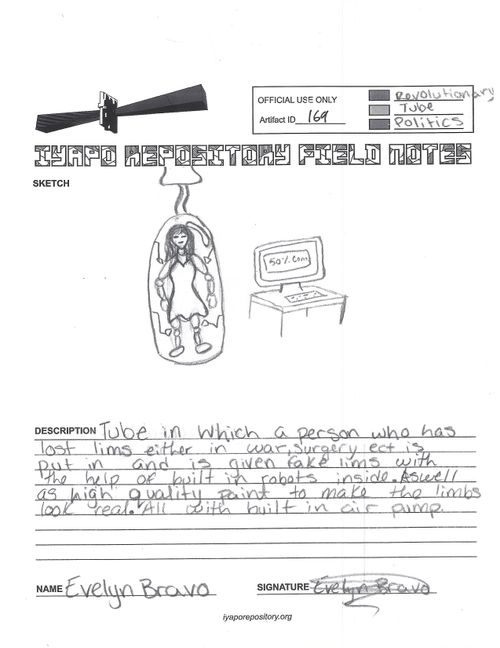 OFFICIAL USE ONLY
Artifact ID 169
Revolutionary
Tube
Politics
IYAPO REPOSITORY FIELD NOTES
SKETCH
50% Com
DESCRIPTION Tube in which a person who has
lost lims either in war, surgery ect is
put in and is given fake lims with
the help of built in robots inside. Aswell
as high quality paint to make the limbs
look real. All with built in air pump.
NAME Evelyn Bravo
SIGNATURE Evelyn Bravo
iyaporepository.org